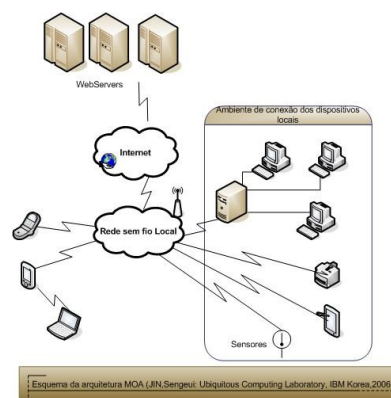 WebServers
Ambiente de conexão dos dispositivos
locais
Internet
Rede sem fio Local
Sensores
Esquema da arquitetura MOA (JIN,Sengeui: Ubiquitous Computing Laboratory, IBM Korea,2006